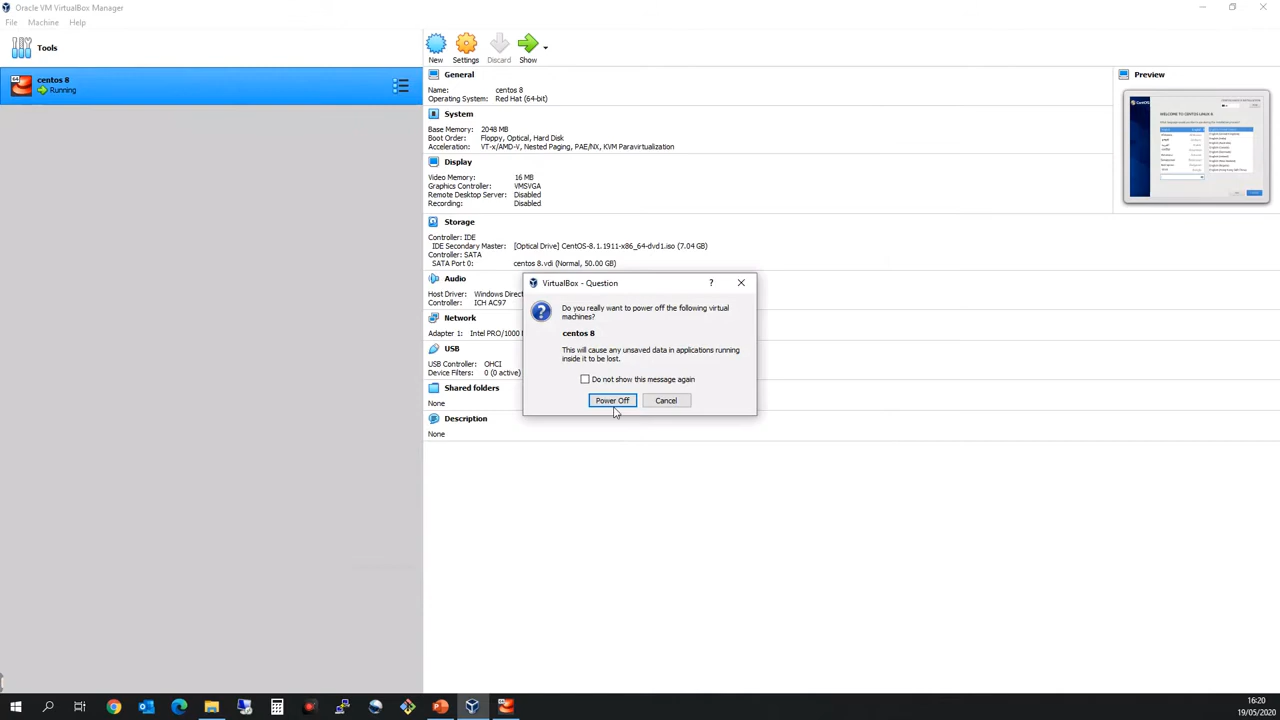 Oracle VM VirtualBox Manager
File Machine Help
Tools
centos 8
Running
New Settings Discard Show
General
Name: centos 8
Operating System: Red Hat (64-bit)
System
Base Memory: 2048 MB
Boot Order: Floppy, Optical, Hard Disk
Acceleration: VT-x/AMD-V, Nested Paging, PAE/NX, KVM Paravirtualization
Display
Video Memory: 16 MB
Graphics Controller: VMSVGA
Remote Desktop Server: Disabled
Recording: Disabled
Storage
Controller: IDE
IDE Secondary Master: [Optical Drive] CentOS-8.1.1911-x86_64-dvd1.iso (7.04 GB)
Controller: SATA
SATA Port 0: centos 8.vdi (Normal, 50.00 GB)
Audio
Host Driver: Windows Direct
Controller: ICH AC97
Network
Adapter 1: Intel PRO/1000
USB
USB Controller: OHCI
Device Filters: 0 (0 active)
Shared folders
None
Description
None
Preview
CentOS
WELCOME TO CENTOS LINUX 8
VirtualBox - Question
?
Do you really want to power off the following virtual
machines?
centos 8
This will cause any unsaved data in applications running
inside it to be lost.
Do not show this message again
Power Off Cancel
16:20
19/05/2020